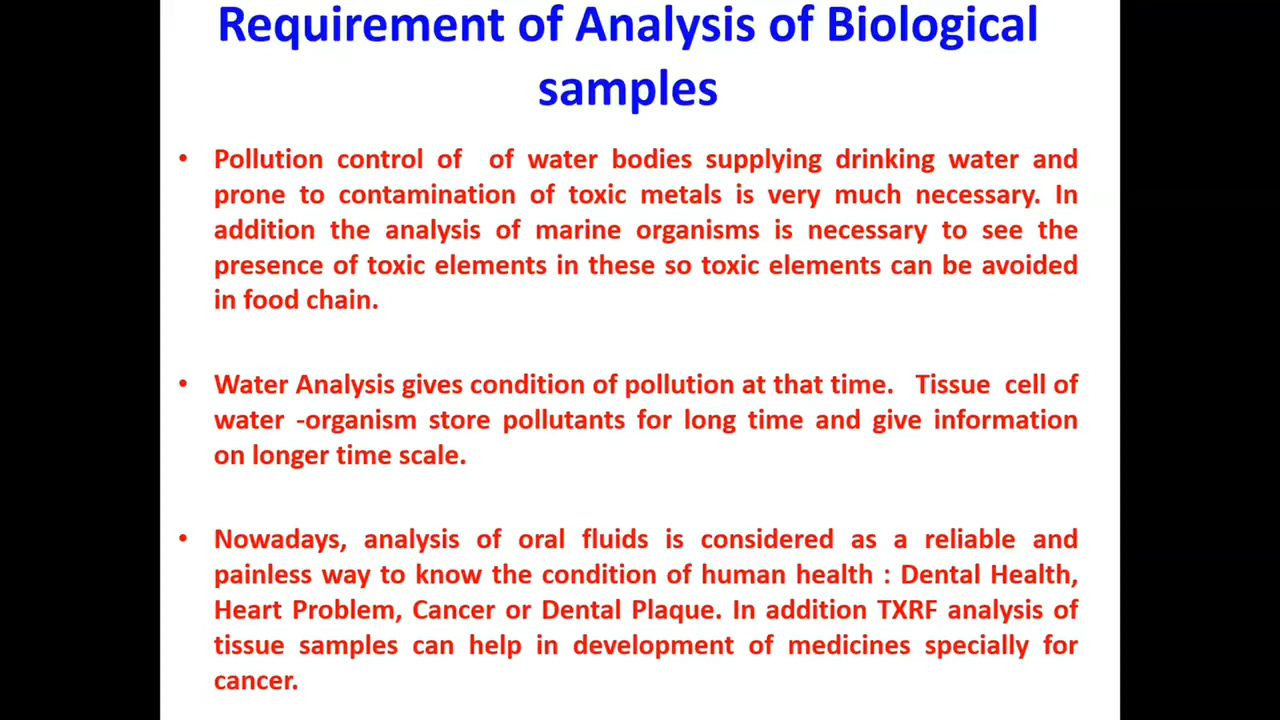 Requirement of Analysis of Biological
samples
• Pollution control of of water bodies supplying drinking water and
prone to contamination of toxic metals is very much necessary. In
addition the analysis of marine organisms is necessary to see the
presence of toxic elements in these so toxic elements can be avoided
in food chain.
• Water Analysis gives condition of pollution at that time. Tissue cell of
water -organism store pollutants for long time and give information
on longer time scale.
• Nowadays, analysis of oral fluids is considered as a reliable and
painless way to know the condition of human health : Dental Health,
Heart Problem, Cancer or Dental Plaque. In addition TXRF analysis of
tissue samples can help in development of medicines specially for
cancer.